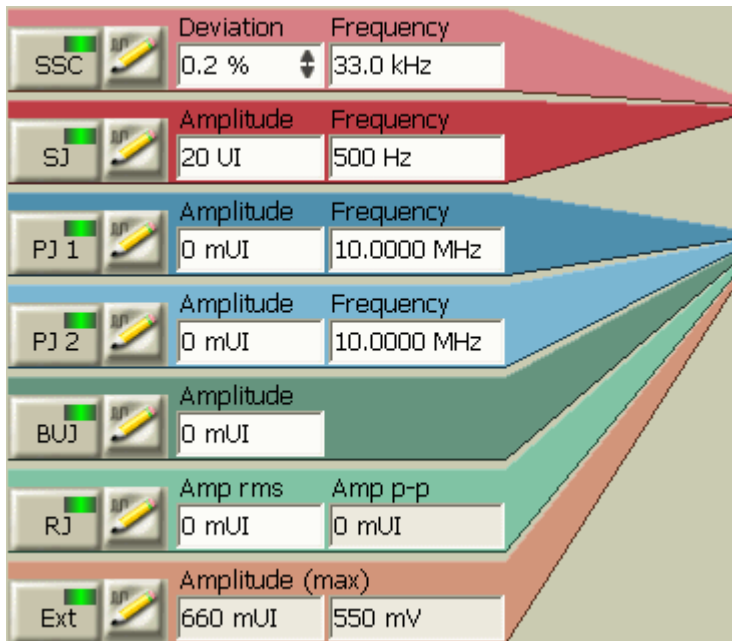 Deviation Frequency
SSC 0.2 % 33.0 kHz
Amplitude Frequency
SJ 20 UI 500 Hz
Amplitude Frequency
PJ 1 0 mUI 10.0000 MHz
Amplitude Frequency
PJ 2 0 mUI 10.0000 MHz
Amplitude
BUJ 0 mUI
Amp rms Amp p-p
RJ 0 mUI 0 mUI
Amplitude (max)
Ext 660 mUI 550 mV